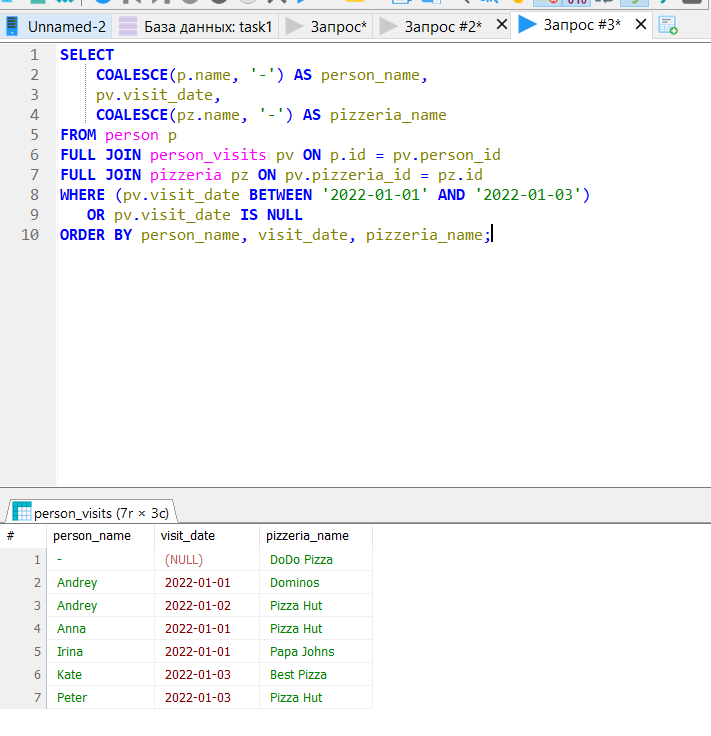 Unnamed-2 База данных: task1 Запрос* Запрос #2* Запрос #3*
1 SELECT
2 COALESCE(p.name, '-') AS person_name,
3 pv.visit_date,
4 COALESCE(pz.name, '-') AS pizzeria_name
5 FROM person p
6 FULL JOIN person_visits pv ON p.id = pv.person_id
7 FULL JOIN pizzeria pz ON pv.pizzeria_id = pz.id
8 WHERE (pv.visit_date BETWEEN '2022-01-01' AND '2022-01-03')
9 OR pv.visit_date IS NULL
10 ORDER BY person_name, visit_date, pizzeria_name;
person_visits (7r × 3c)
# person_name visit_date pizzeria_name
1 - (NULL) DoDo Pizza
2 Andrey 2022-01-01 Dominos
3 Andrey 2022-01-02 Pizza Hut
4 Anna 2022-01-01 Pizza Hut
5 Irina 2022-01-01 Papa Johns
6 Kate 2022-01-03 Best Pizza
7 Peter 2022-01-03 Pizza Hut